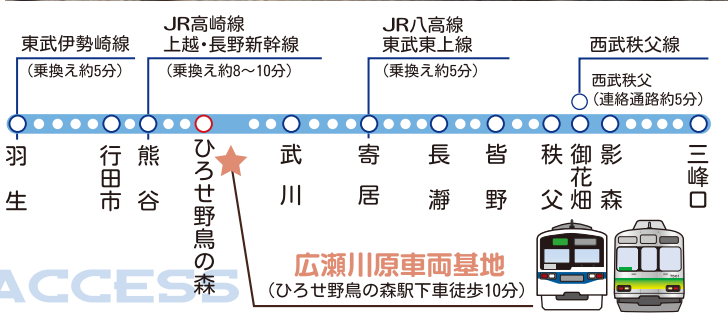 東武伊勢崎線
(乗換え約5分)
JR高崎線
上越・長野新幹線
(乗換え約8〜10分)
JR八高線
東武東上線
(乗換え約5分)
西武秩父線
西武秩父
(連絡通路約5分)
羽生
行田市
熊谷
ひろせ野鳥の森
武川
寄居
長瀞
皆野
秩父
御花畑
影森
三峰口
広瀬川原車両基地
(ひろせ野鳥の森駅下車徒歩10分)
ACCESS